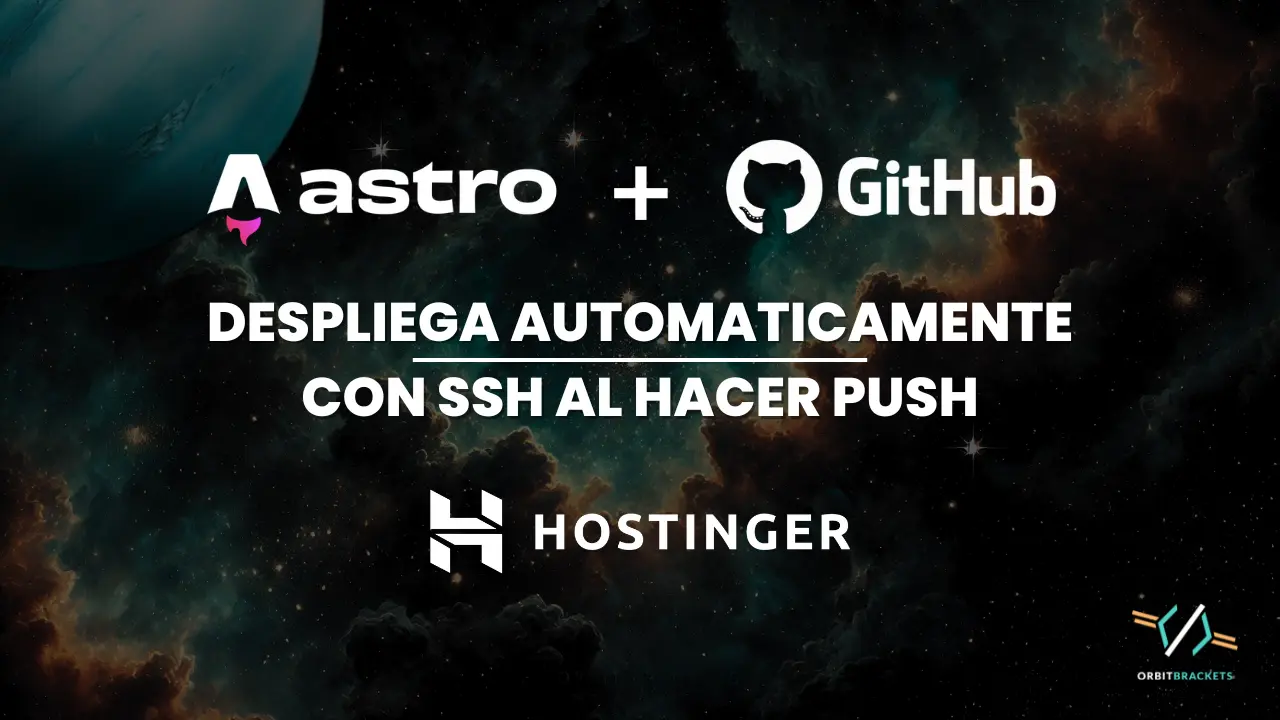 astro + GitHub
DESPLIEGA AUTOMATICAMENTE
CON SSH AL HACER PUSH
HOSTINGER
ORBITBRACKETS